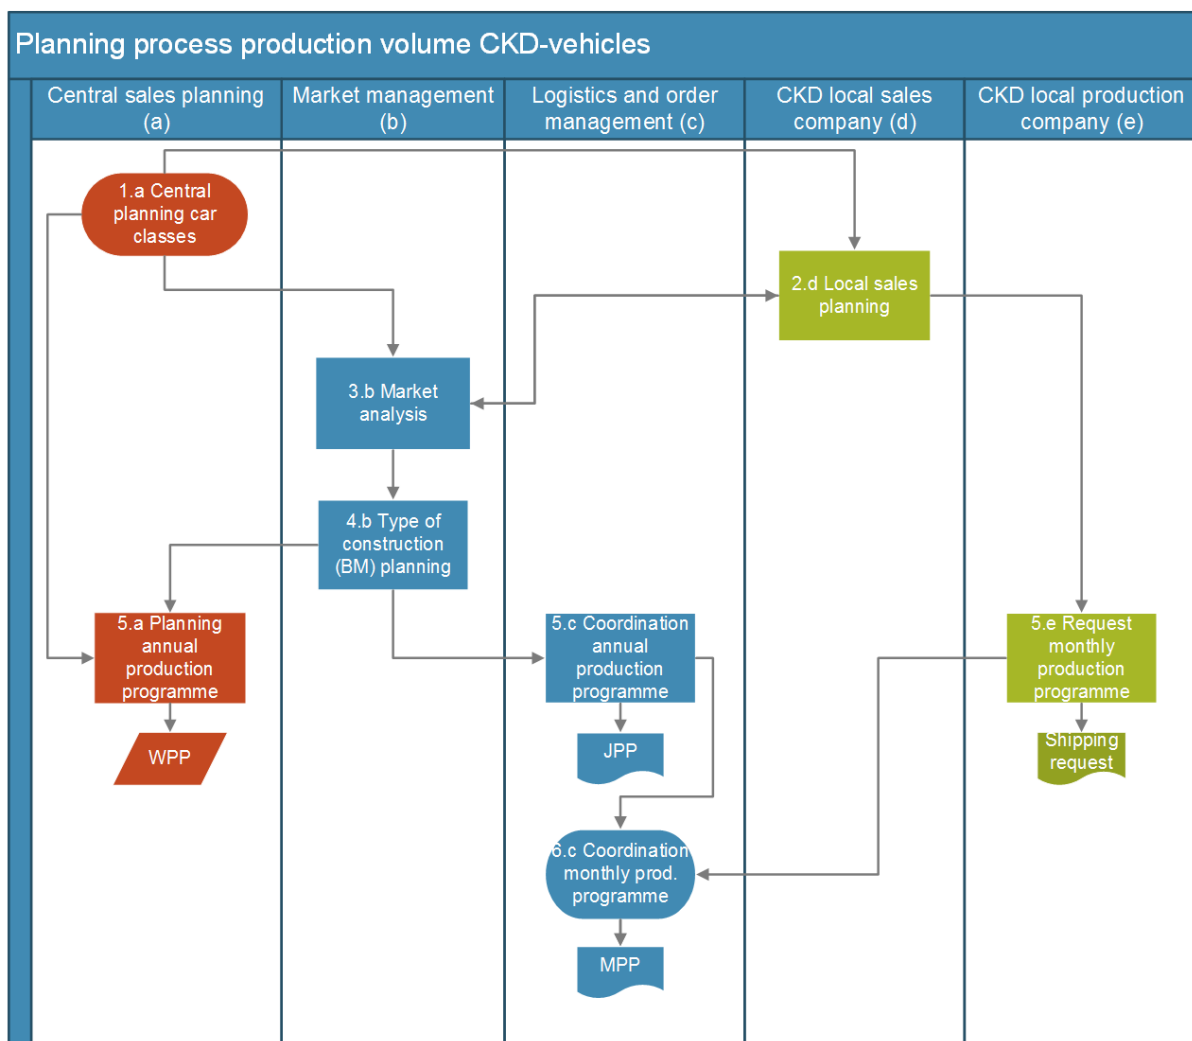 Planning process production volume CKD-vehicles
Central sales planning
(a)
Market management
(b)
Logistics and order
management (c)
CKD local sales
company (d)
CKD local production
company (e)
1.a Central
planning car
classes
2.d Local sales
planning
3.b Market
analysis
4.b Type of
construction
(BM) planning
5.a Planning
annual
production
programme
5.c Coordination
annual
production
programme
5.e Request
monthly
production
programme
WPP
JPP
Shipping
request
6.c Coordination
monthly prod.
programme
MPP